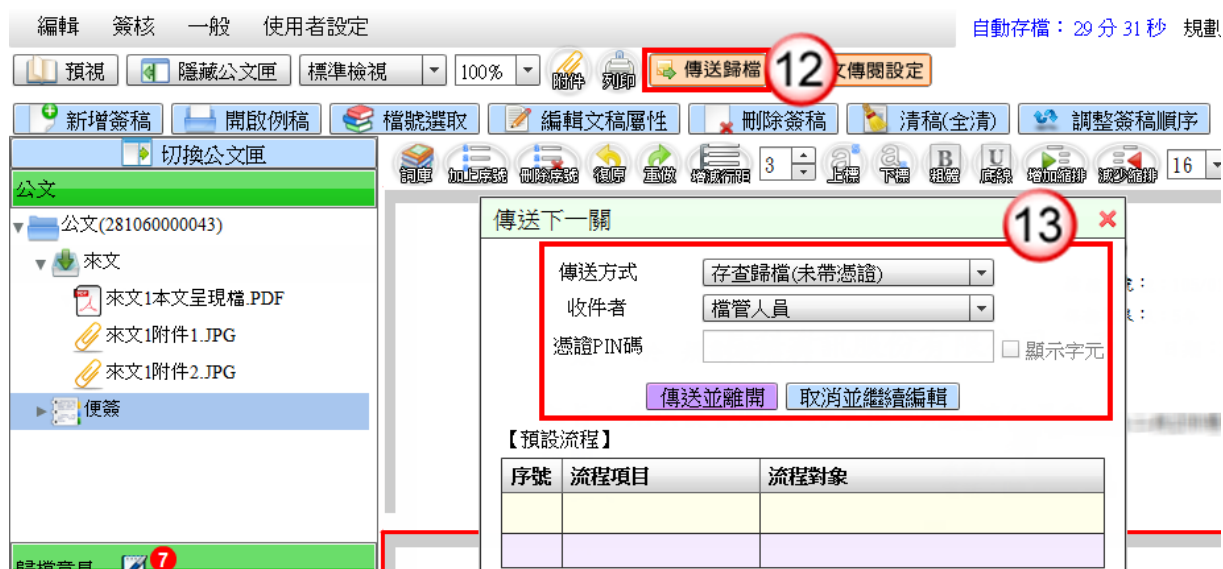 編輯 簽核 一般 使用者設定 自動存檔：29 分 31 秒 規劃
預視 隱藏公文匣 標準檢視 100% 附件 列印 傳送歸檔 12 文傳閱設定
新增簽稿 開啟例稿 檔號選取 編輯文稿屬性 刪除簽稿 清稿(全清) 調整簽稿順序
切換公文匣
詞庫 加上序號 刪除序號 復原 重做 增減行距 3 上標 下標 粗體 底線 增加縮排 減少縮排 16
公文
公文(281060000043)
來文
來文1本文呈現檔.PDF
來文1附件1.JPG
來文1附件2.JPG
便簽
歸檔意見 7
傳送下一關 13
傳送方式 存查歸檔(未帶憑證)
收件者 檔管人員
憑證PIN碼 顯示字元
傳送並離開 取消並繼續編輯
【預設流程】
序號 流程項目 流程對象